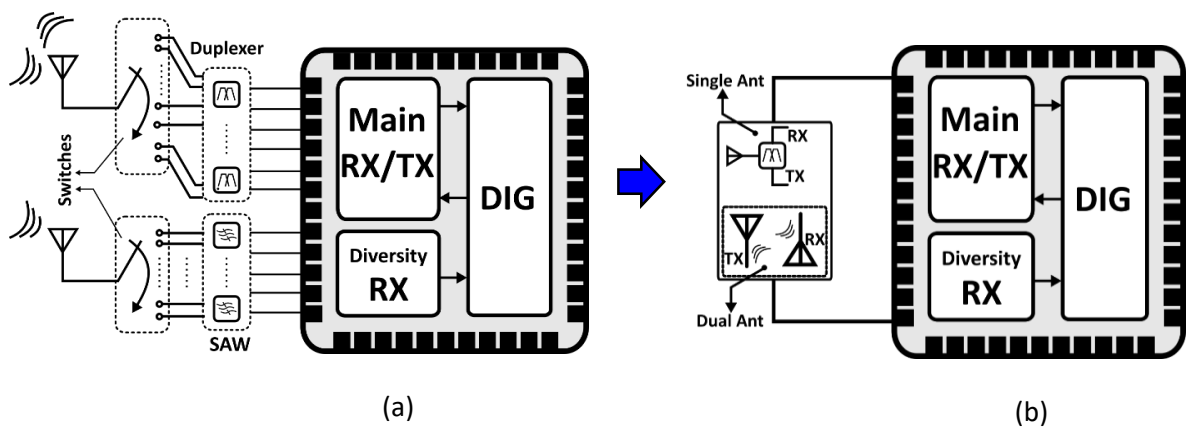 Duplexer
Switches
SAW
Main
RX/TX
Diversity
RX
DIG
(a)
Single Ant
RX
TX
TX
RX
Dual Ant
Main
RX/TX
Diversity
RX
DIG
(b)